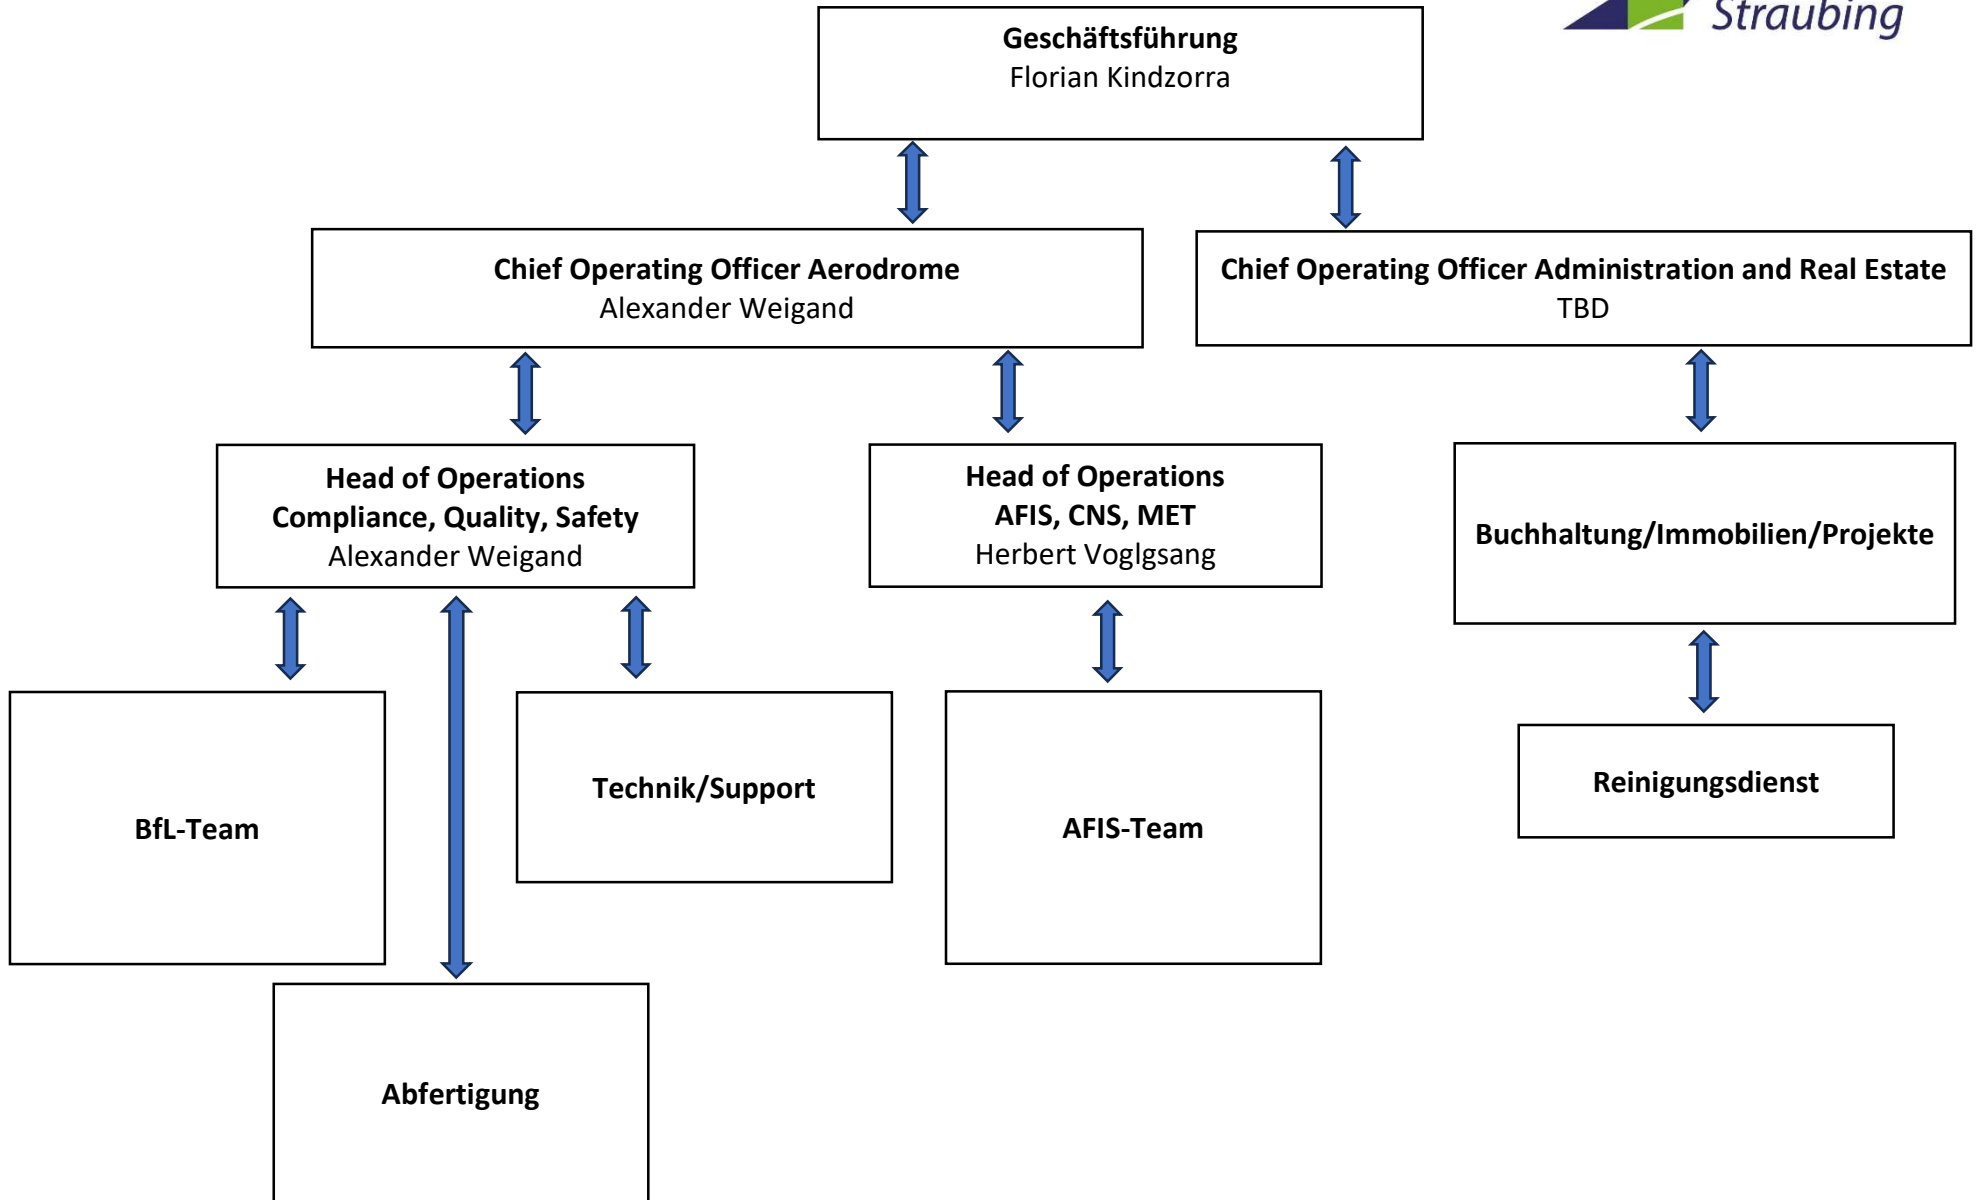 Straubing
Geschäftsführung
Florian Kindzorra
Chief Operating Officer Aerodrome
Alexander Weigand
Chief Operating Officer Administration and Real Estate
TBD
Head of Operations
Compliance, Quality, Safety
Alexander Weigand
Head of Operations
AFIS, CNS, MET
Herbert Voglgsang
Buchhaltung/Immobilien/Projekte
BfL-Team
Technik/Support
AFIS-Team
Reinigungsdienst
Abfertigung